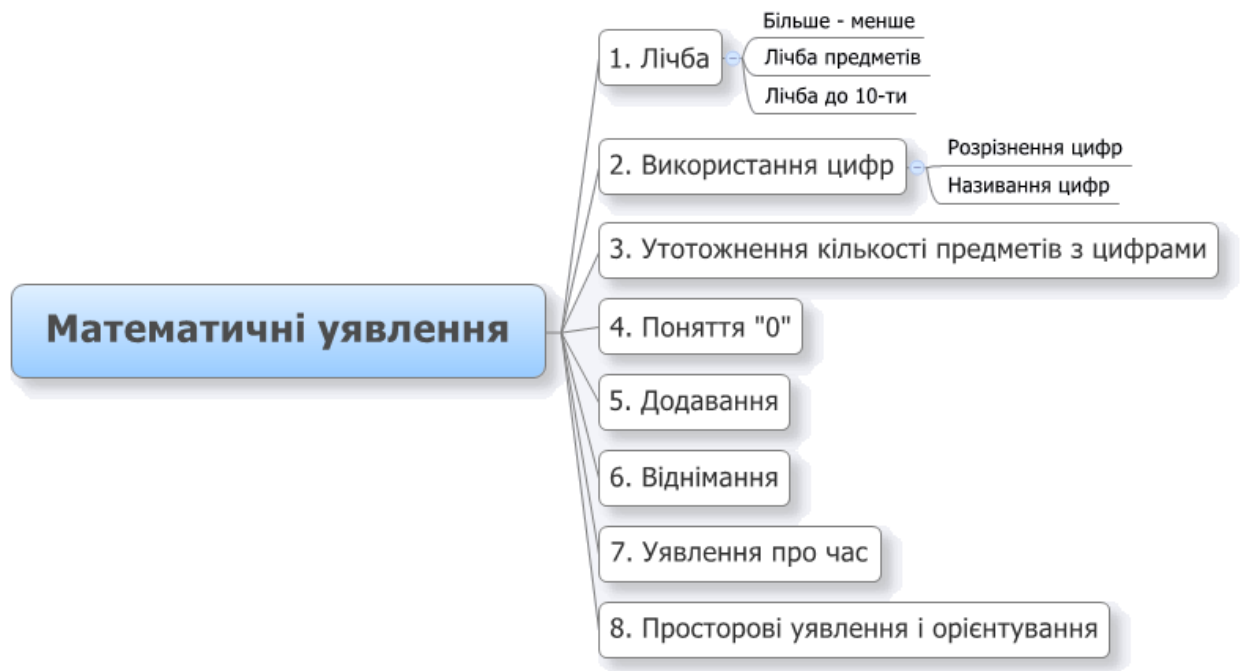 Математичні уявлення
1. Лічба
Більше - менше
Лічба предметів
Лічба до 10-ти
2. Використання цифр
Розрізнення цифр
Називання цифр
3. Утотожнення кількості предметів з цифрами
4. Поняття "0"
5. Додавання
6. Віднімання
7. Уявлення про час
8. Просторові уявлення і орієнтування